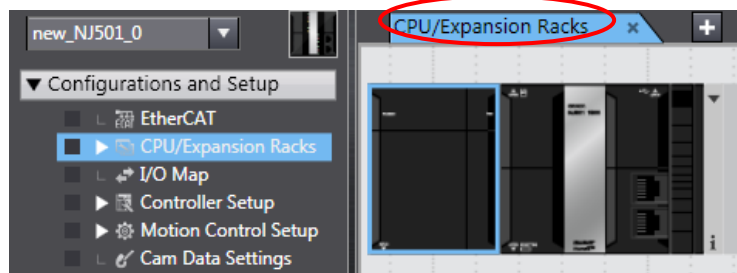 new_NJ501_0
CPU/Expansion Racks
Configurations and Setup
EtherCAT
CPU/Expansion Racks
I/O Map
Controller Setup
Motion Control Setup
Cam Data Settings